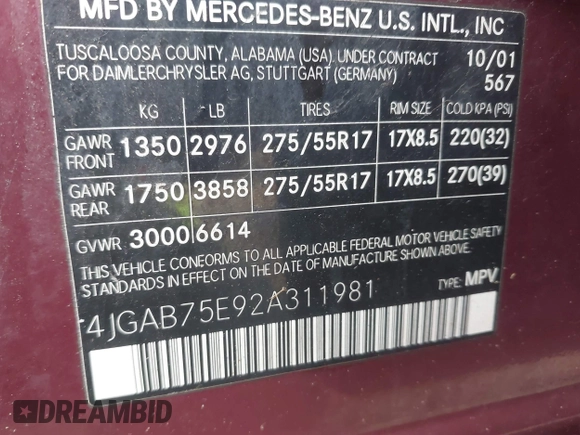 MFD BY MERCEDES-BENZ U.S. INTL., INC
TUSCALOOSA COUNTY, ALABAMA (USA). UNDER CONTRACT 10/01
FOR DAIMLERCHRYSLER AG, STUTTGART (GERMANY) 567
KG LB TIRES RIM SIZE COLD KPA (PSI)
GAWR FRONT 1350 2976 275/55R17 17X8.5 220(32)
GAWR REAR 1750 3858 275/55R17 17X8.5 270(39)
GVWR 3000 6614
THIS VEHICLE CONFORMS TO ALL APPLICABLE FEDERAL MOTOR VEHICLE SAFETY
STANDARDS IN EFFECT ON THE DATE OF MANUFACTURE SHOWN ABOVE.
TYPE: MPV
4JGAB75E92A311981
DREAMBID